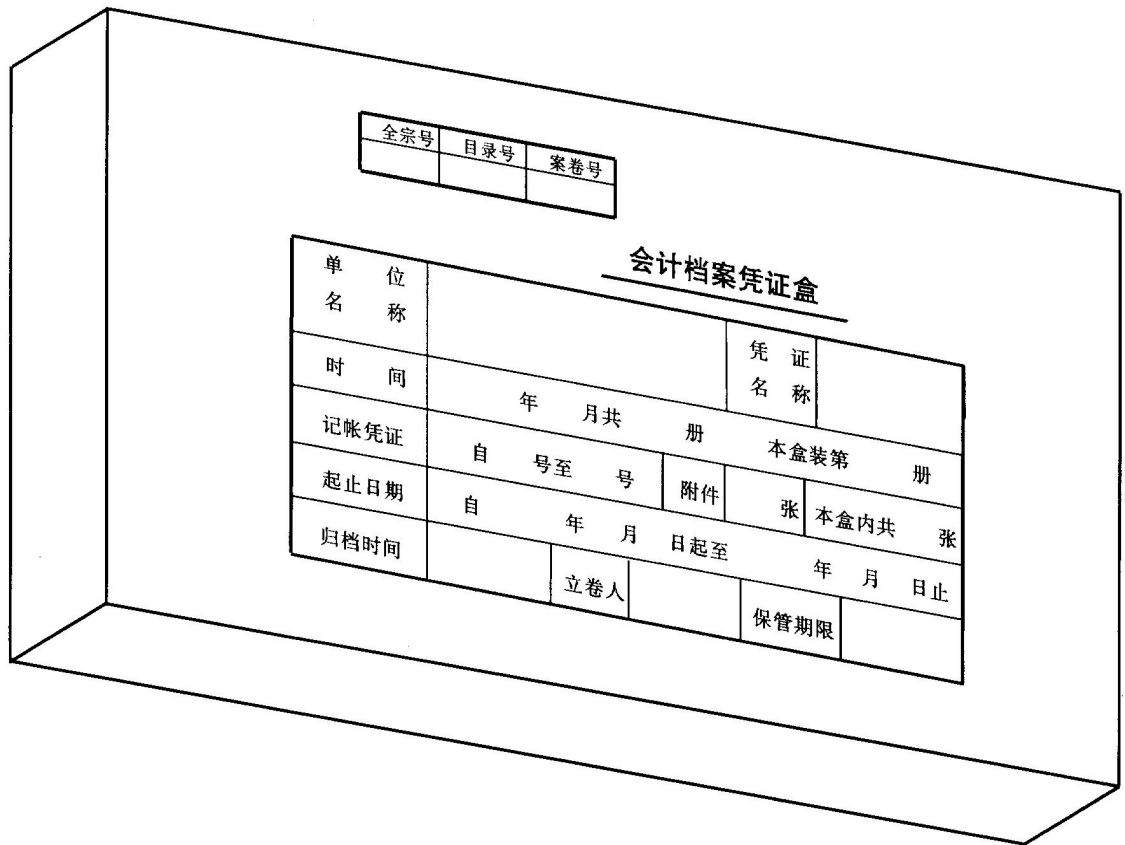 全宗号 目录号 案卷号
会计档案凭证盒
单位名称 凭证名称
时间 年 月共 册 本盒装第 册
记帐凭证 自 号至 号 附件 张 本盒内共 张
起止日期 自 年 月 日起至 年 月 日止
归档时间 立卷人 保管期限